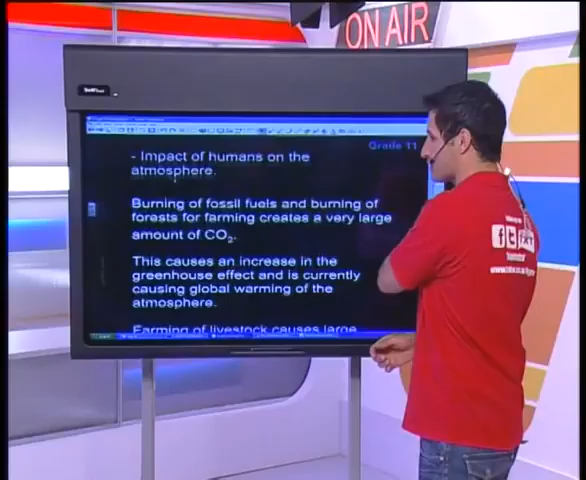 ON AIR
Grade 11
- Impact of humans on the
atmosphere.
Burning of fossil fuels and burning of
forests for farming creates a very large
amount of CO₂.
This causes an increase in the
greenhouse effect and is currently
causing global warming of the
atmosphere.
Farming of livestock causes large
f t